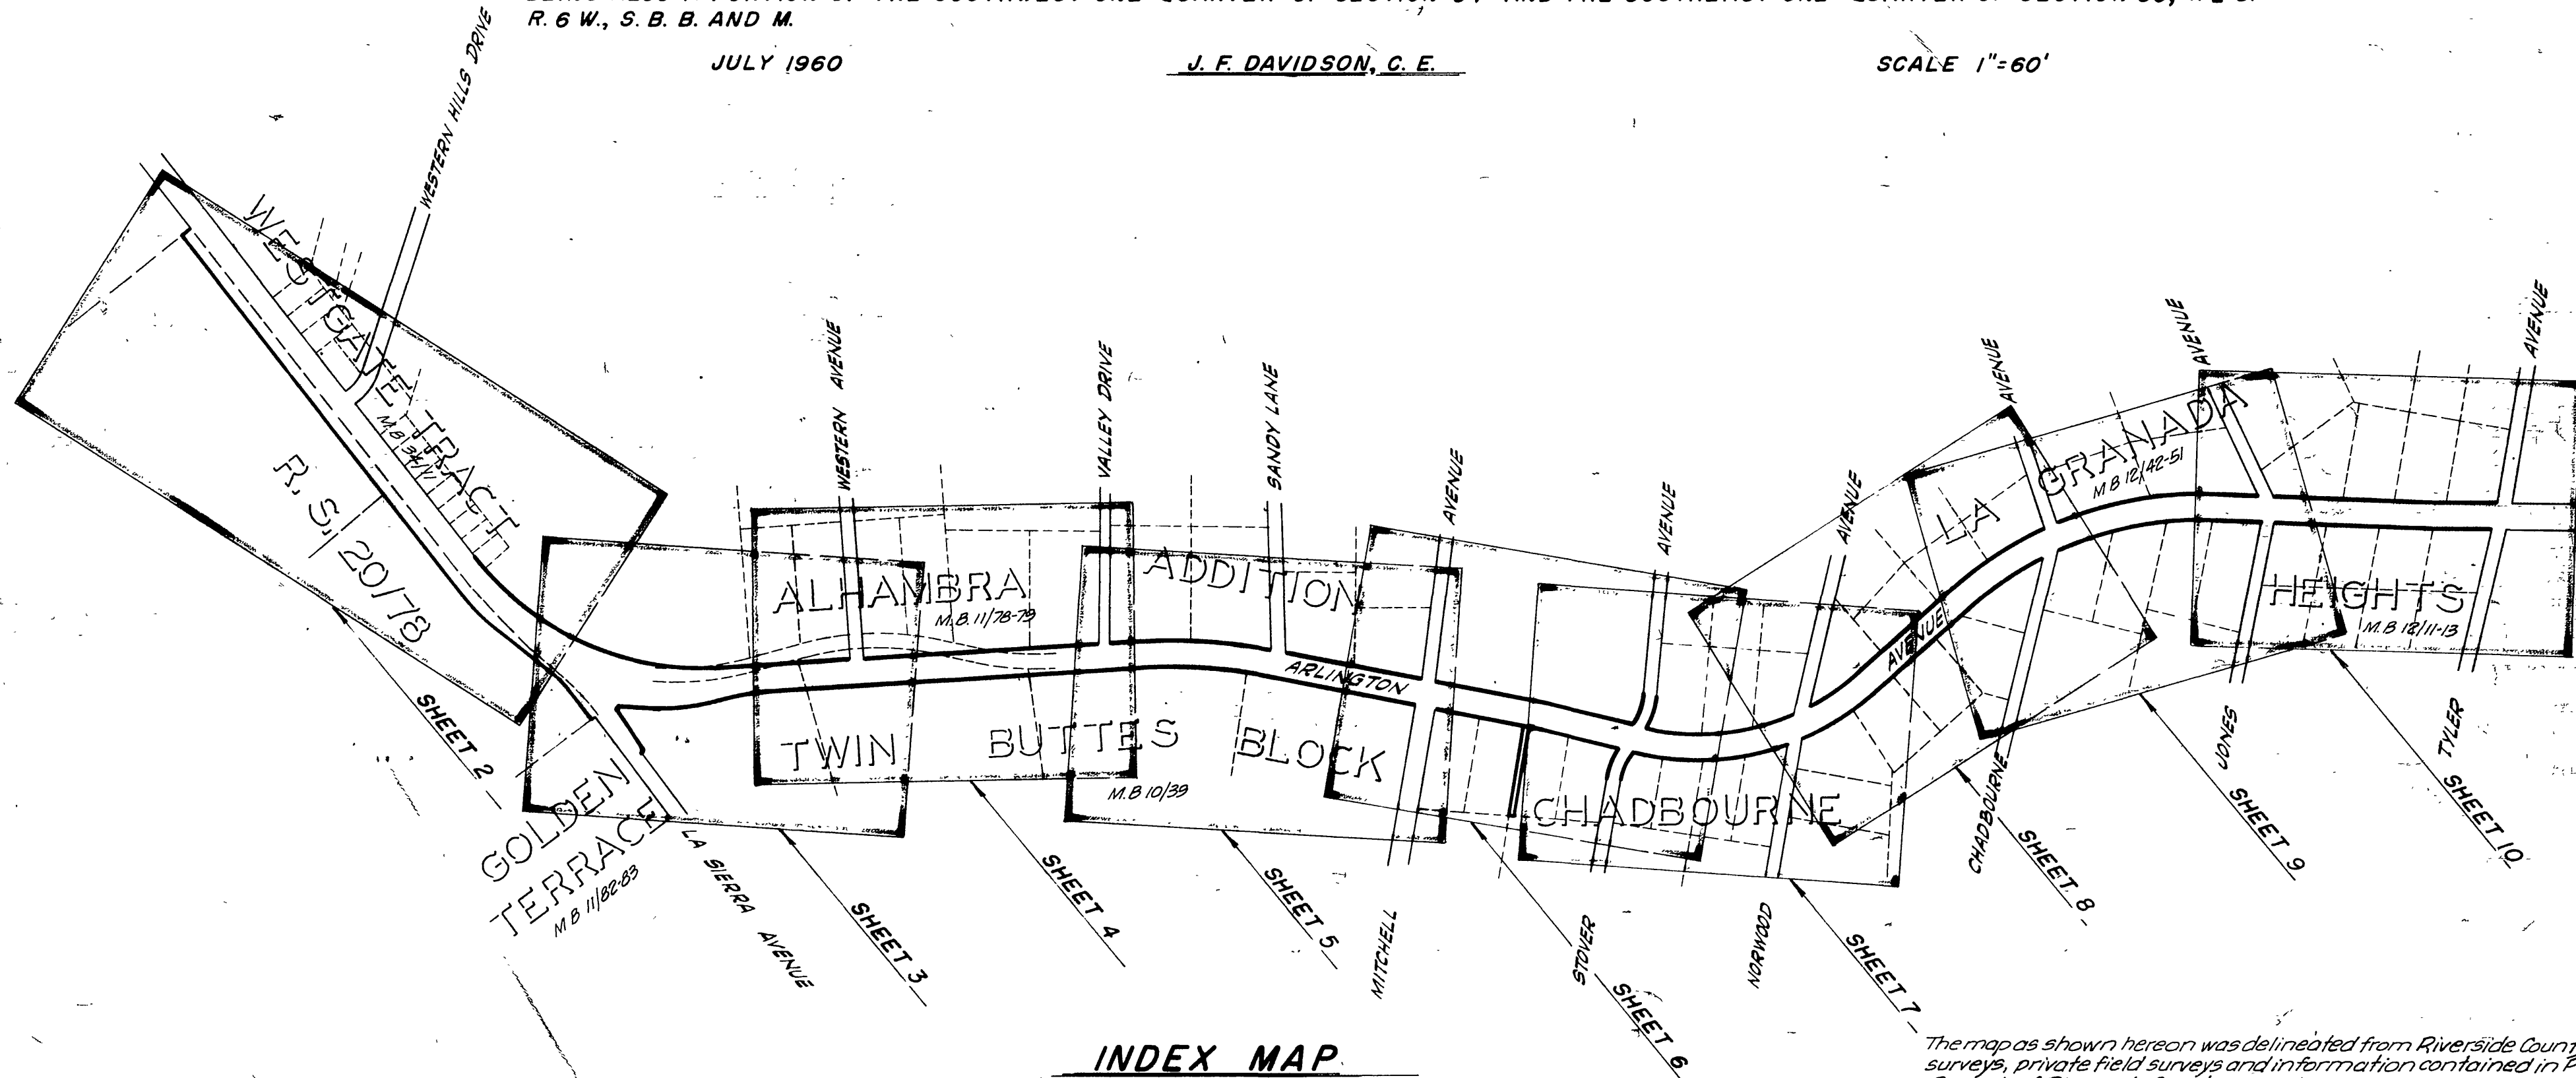 R. 6 W., S. B. B. AND M.
JULY 1960
J. F. DAVIDSON, C. E.
SCALE 1"=60'
WESTERN HILLS DRIVE
WESTGATE TRACT
M.B. 34/
R. S. 20/78
WESTERN AVENUE
VALLEY DRIVE
SANDY LANE
AVENUE
AVENUE
AVENUE
AVENUE
AVENUE
AVENUE
ALHAMBRA ADDITION
M.B. 11/78-79
LA GRANADA
M B 12/42-51
HEIGHTS
M.B 12/11-13
ARLINGTON AVENUE
TWIN BUTTES BLOCK
M.B 10/39
CHADBOURNE
GOLDEN
TERRACE
M B 11/82-83
LA SIERRA AVENUE
MITCHELL
STOVER
NORWOOD
CHADBOURNE
JONES
TYLER
SHEET 2
SHEET 3
SHEET 4
SHEET 5
SHEET 6
SHEET 7
SHEET 8
SHEET 9
SHEET 10
INDEX MAP
The map as shown hereon was delineated from Riverside Count
surveys, private field surveys and information contained in